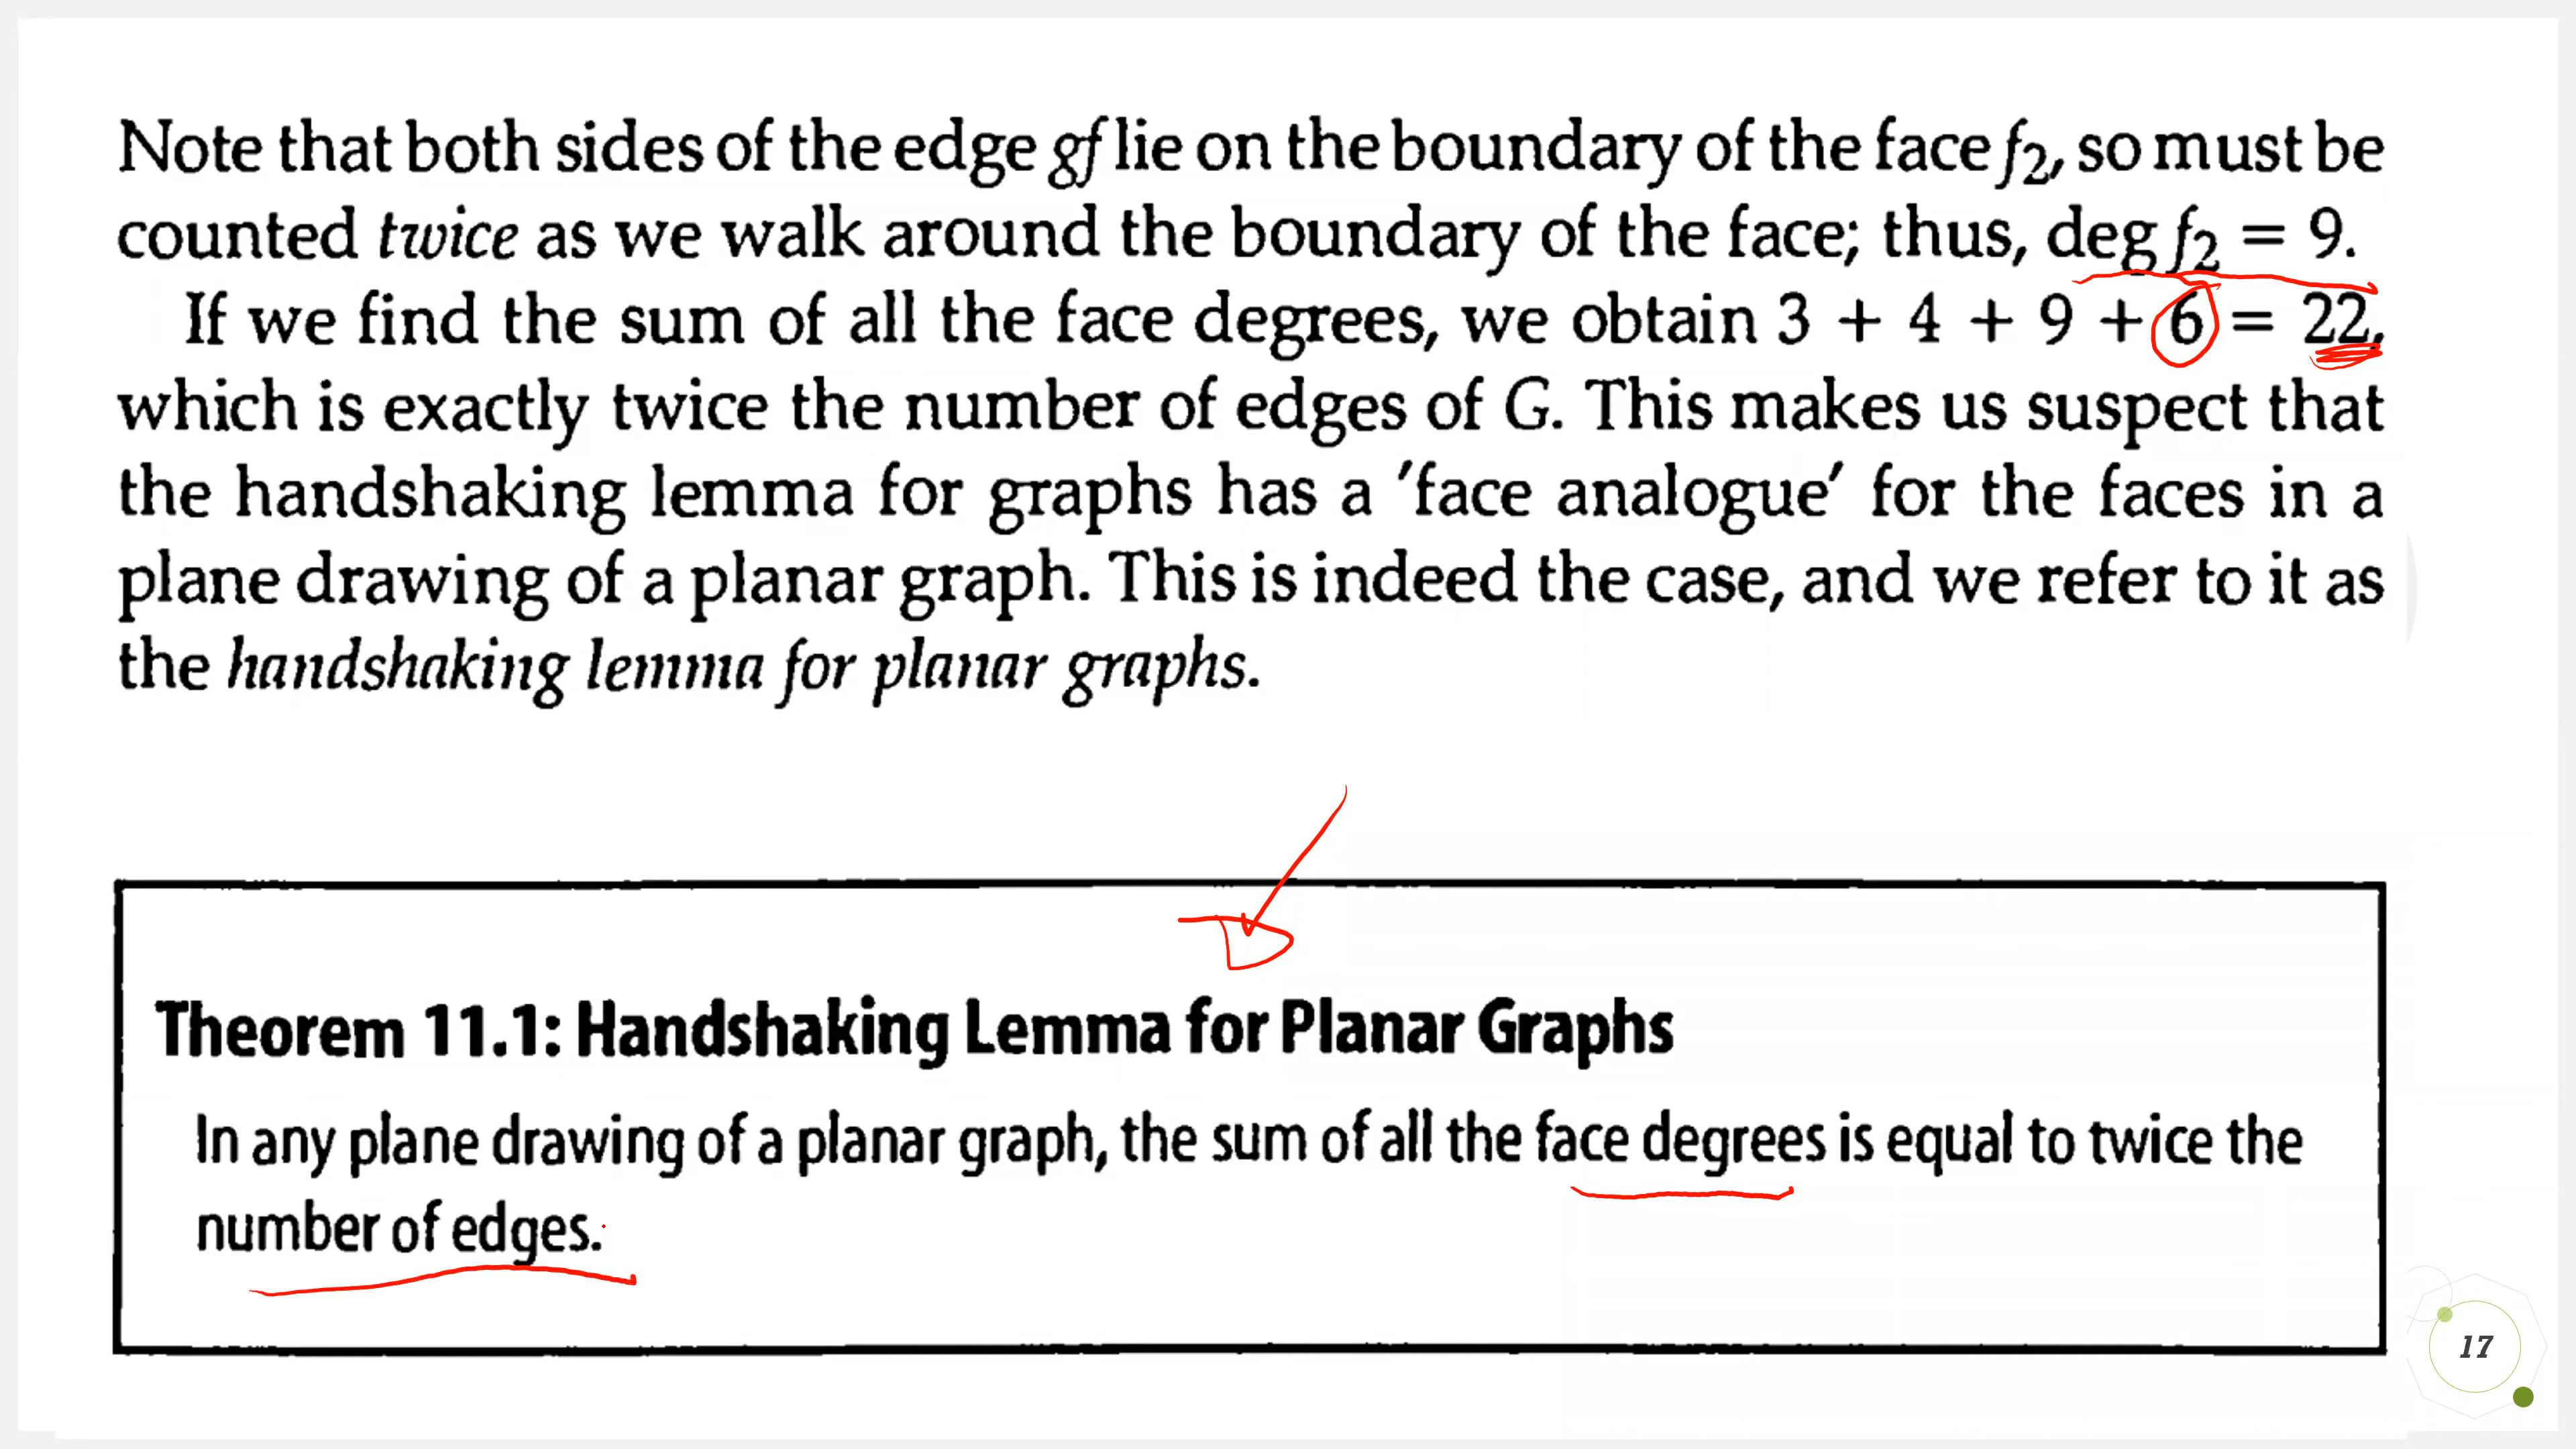 Note that both sides of the edge gf lie on the boundary of the face f₂, so must be
counted twice as we walk around the boundary of the face; thus, deg f₂ = 9.
If we find the sum of all the face degrees, we obtain 3 + 4 + 9 + 6 = 22,
which is exactly twice the number of edges of G. This makes us suspect that
the handshaking lemma for graphs has a 'face analogue' for the faces in a
plane drawing of a planar graph. This is indeed the case, and we refer to it as
the handshaking lemma for planar graphs.
Theorem 11.1: Handshaking Lemma for Planar Graphs
In any plane drawing of a planar graph, the sum of all the face degrees is equal to twice the
number of edges.
17